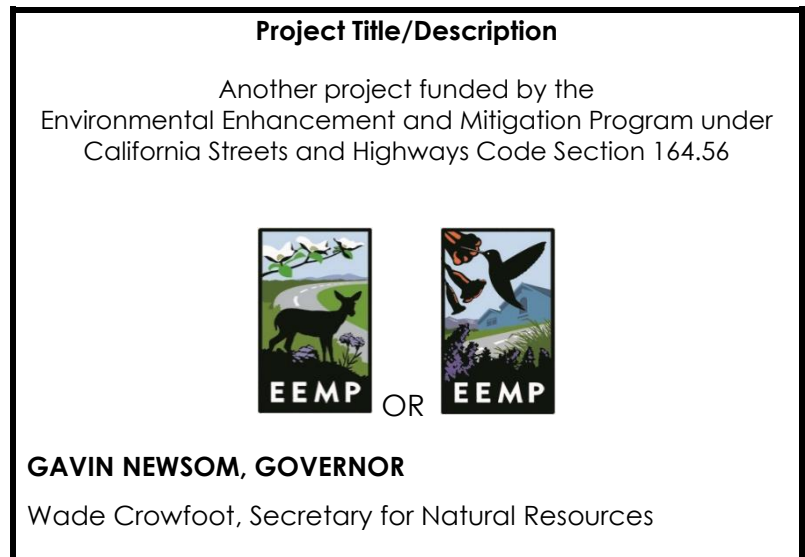 Project Title/Description
Another project funded by the
Environmental Enhancement and Mitigation Program under
California Streets and Highways Code Section 164.56
EEMP OR EEMP
GAVIN NEWSOM, GOVERNOR
Wade Crowfoot, Secretary for Natural Resources